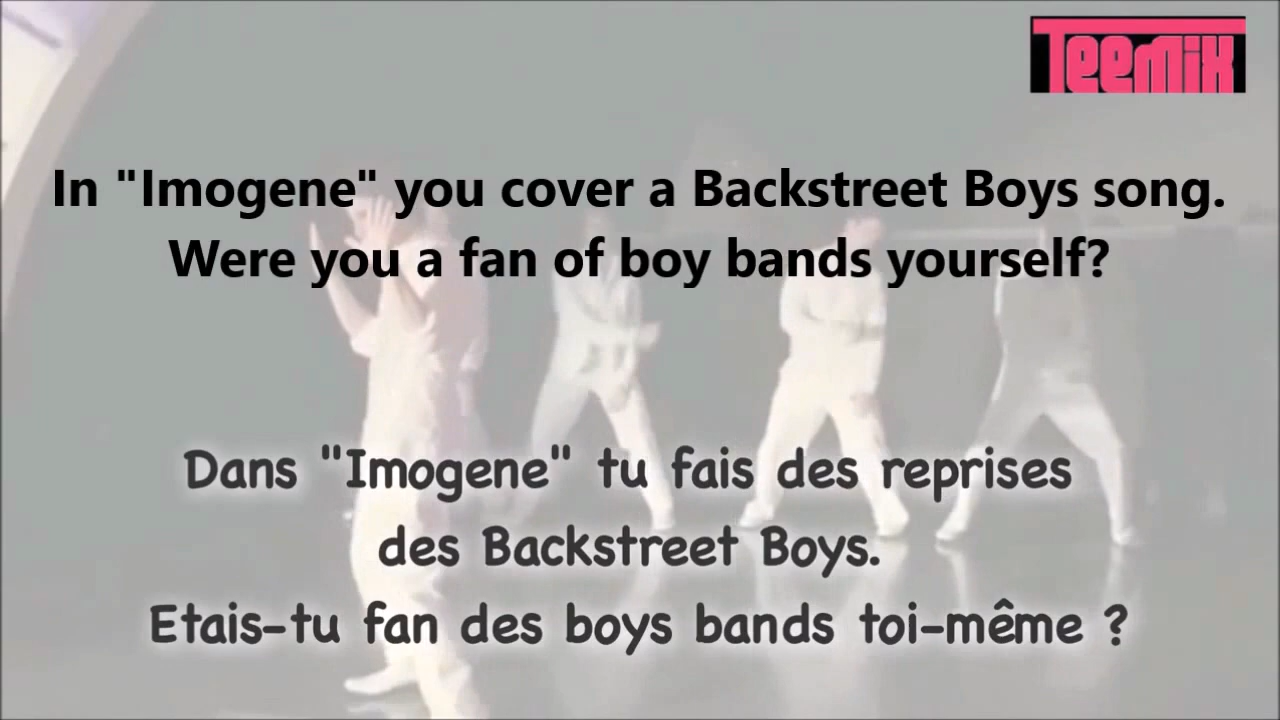 TeemiX
In "Imogene" you cover a Backstreet Boys song.
Were you a fan of boy bands yourself?
Dans "Imogene" tu fais des reprises
des Backstreet Boys.
Etais-tu fan des boys bands toi-même ?